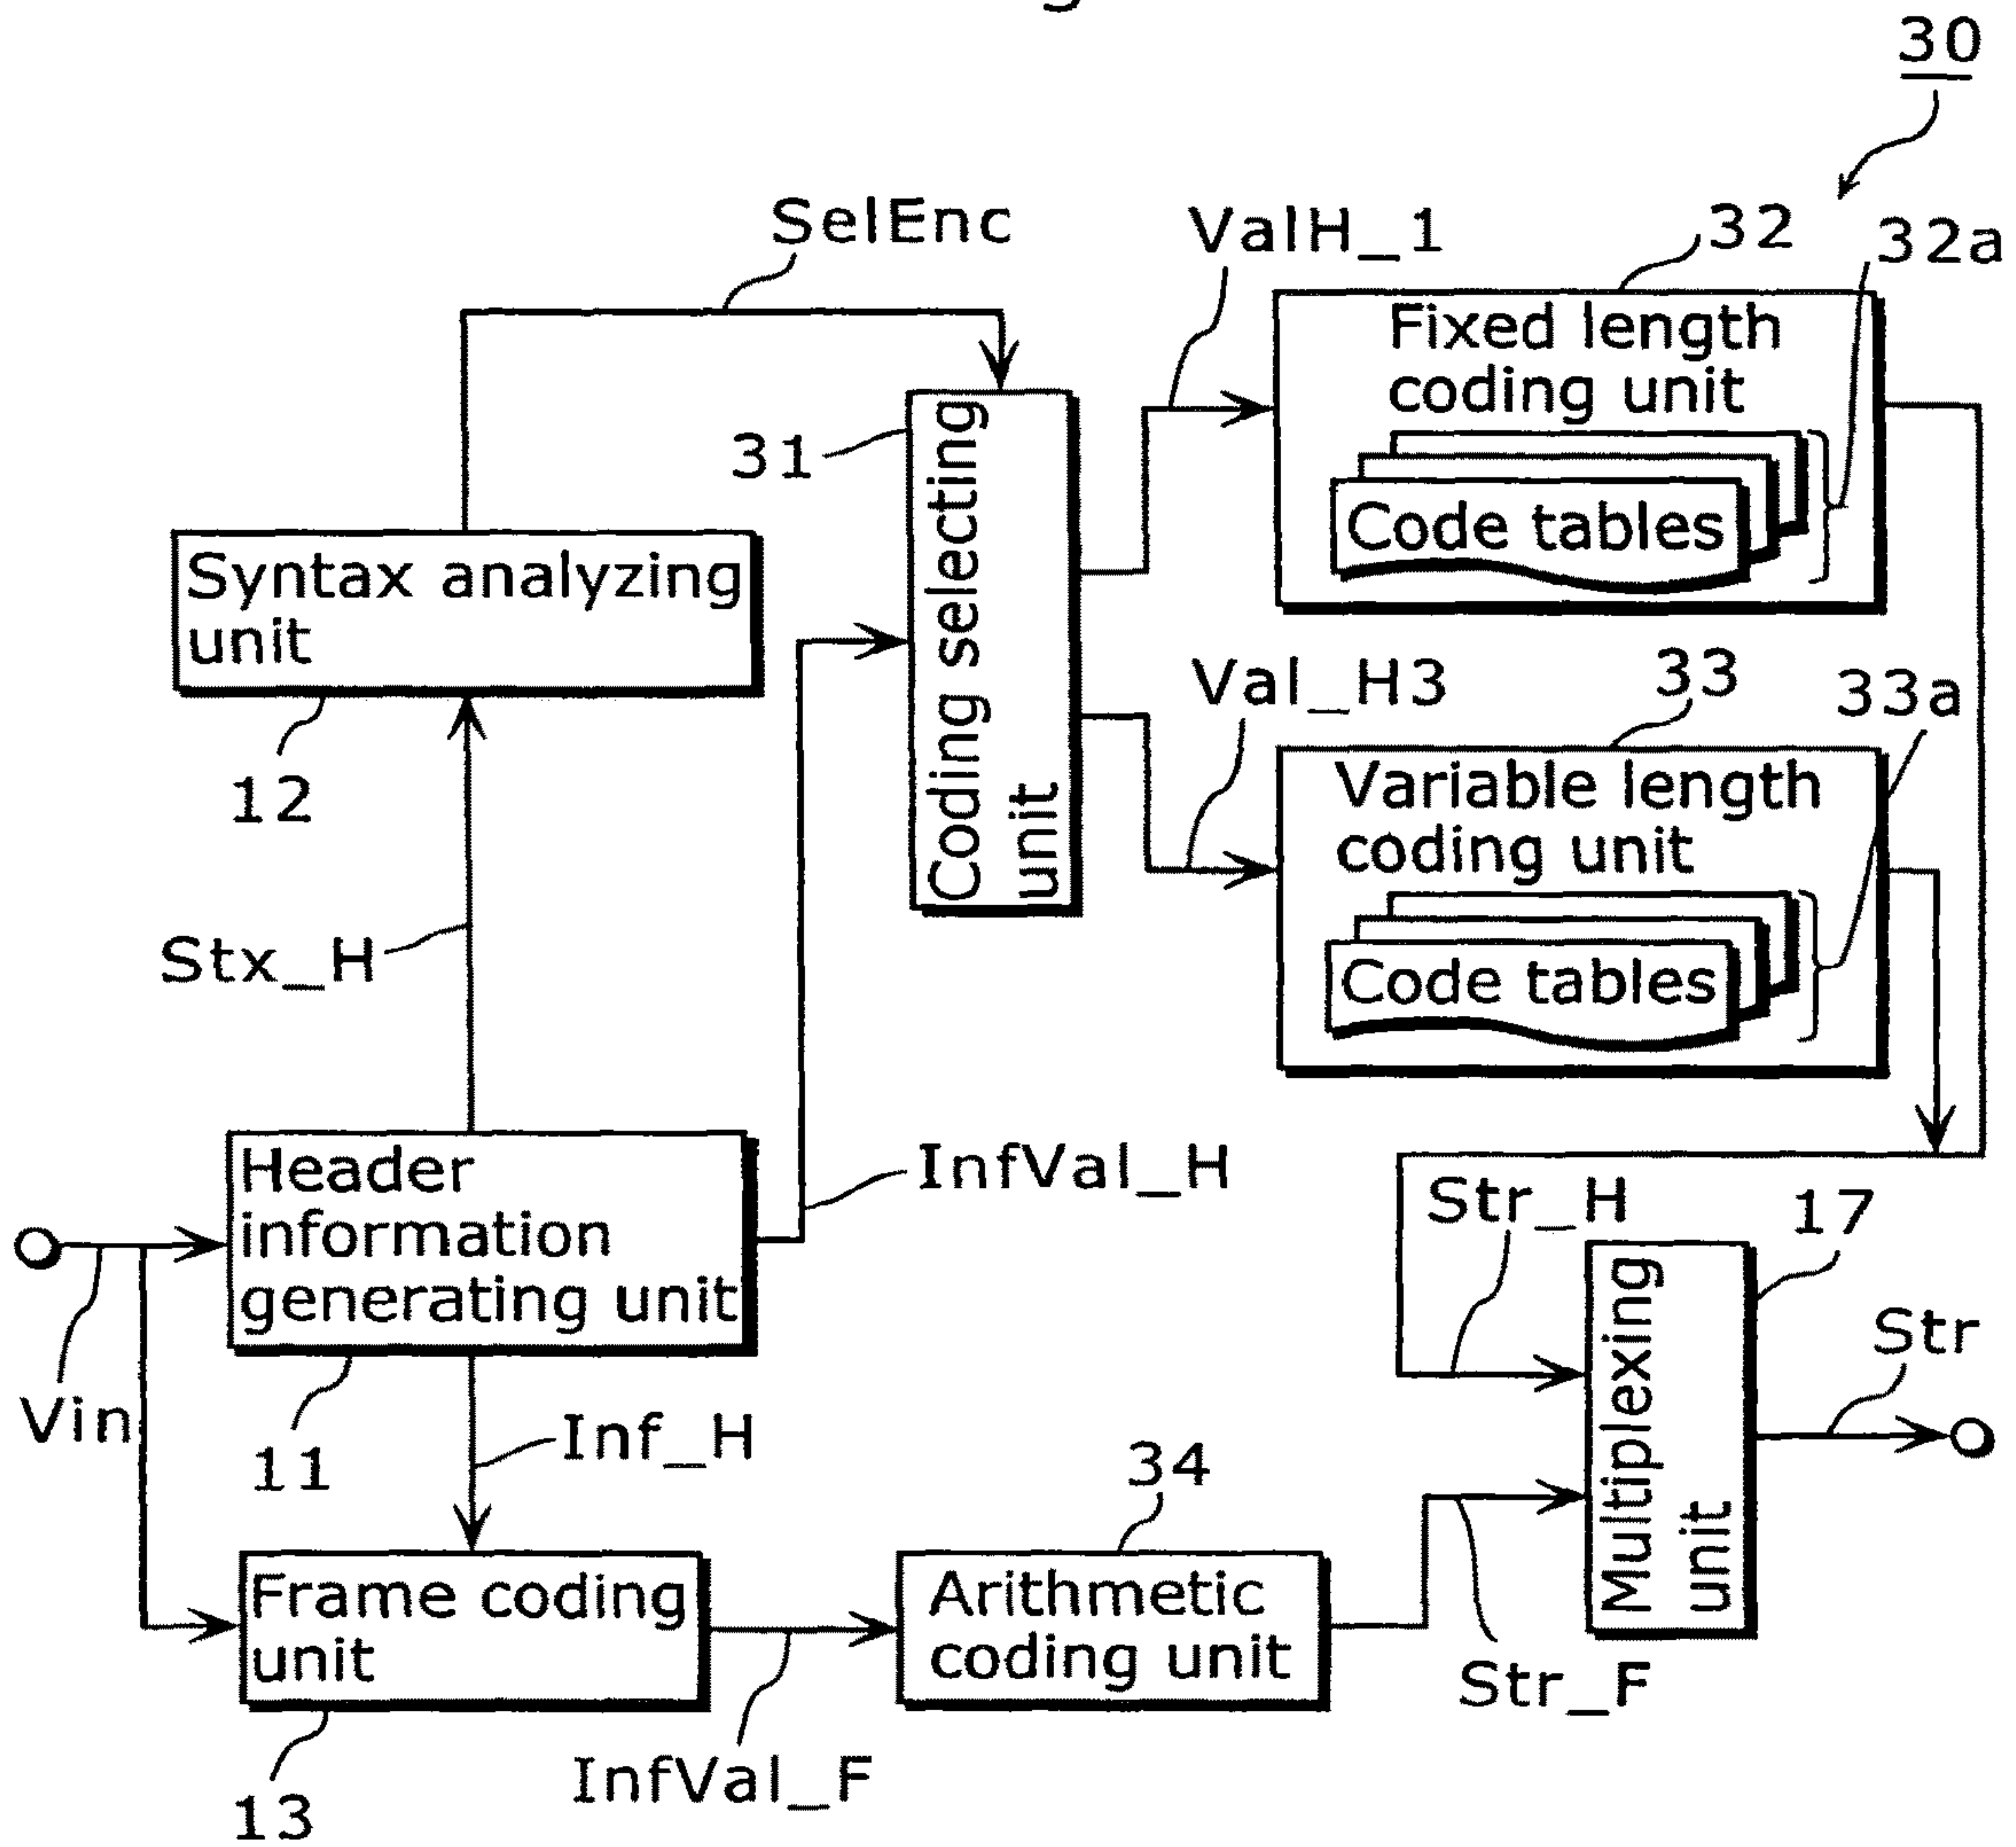 30
SelEnc
ValH_1
32
32a
Fixed length
coding unit
Code tables
31
Coding selecting
unit
Syntax analyzing
unit
12
Val_H3
33
33a
Variable length
coding unit
Code tables
Stx_H
Header
information
generating unit
InfVal_H
Str_H
17
Multiplexing
unit
Str
Vin
11
Inf_H
34
Frame coding
unit
Arithmetic
coding unit
Str_F
InfVal_F
13